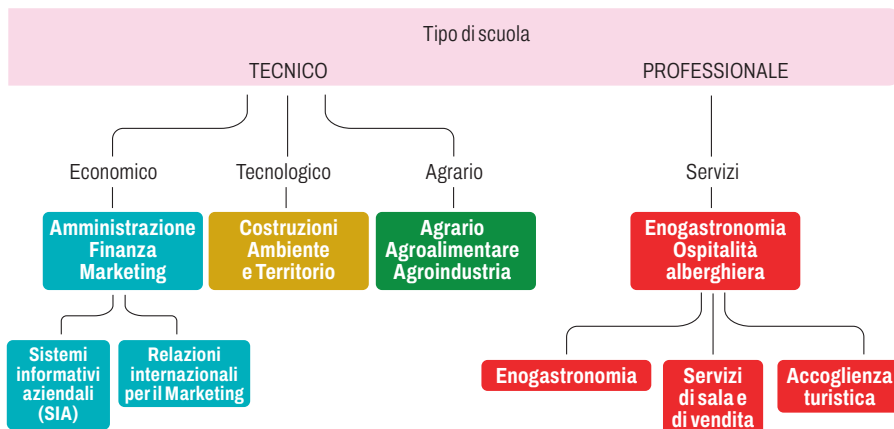 Tipo di scuola
TECNICO
PROFESSIONALE
Economico
Tecnologico
Agrario
Servizi
Amministrazione
Finanza
Marketing
Costruzioni
Ambiente
e Territorio
Agrario
Agroalimentare
Agroindustria
Enogastronomia
Ospitalità
alberghiera
Sistemi
informativi
aziendali
(SIA)
Relazioni
internazionali
per il Marketing
Enogastronomia
Servizi
di sala e
di vendita
Accoglienza
turistica